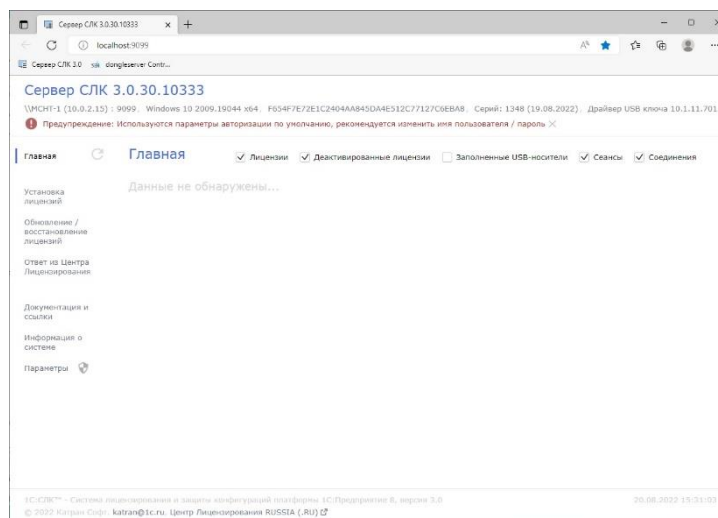 Сервер СЛК 3.0.30.10333
localhost:9099
Сервер СЛК 3.0
dongleserver Contr...
Сервер СЛК 3.0.30.10333
\\MCHT-1 (10.0.2.15) : 9099, Windows 10 2009.19044 x64, F654F7E72E1C2404AA845DA4E512C77127C6EBA8, Серий: 1348 (19.08.2022), Драйвер USB ключа 10.1.11.701
Предупреждение: Используются параметры авторизации по умолчанию, рекомендуется изменить имя пользователя / пароль
Главная
Главная
Лицензии
Деактивированные лицензии
Заполненные USB-носители
Сеансы
Соединения
Данные не обнаружены...
Установка
лицензий
Обновление /
восстановление
лицензий
Ответ из Центра
Лицензирования
Документация и
ссылки
Информация о
системе
Параметры
1С:СЛК™ - Система лицензирования и защиты конфигураций платформы 1С:Предприятие 8, версия 3.0
20.08.2022 15:31:03
© 2022 Катран Софт, katran@1c.ru, Центр Лицензирования RUSSIA (.RU)